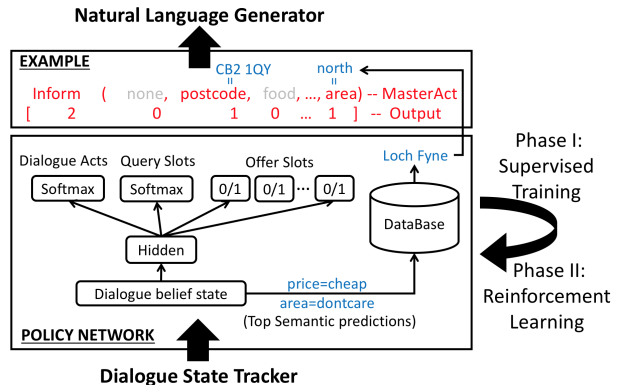 Natural Language Generator
EXAMPLE
CB2 1QY north
Inform ( none, postcode, food, ..., area) -- MasterAct
[ 2 0 1 0 ... 1 ] -- Output
Dialogue Acts Query Slots Offer Slots
Softmax Softmax 0/1 0/1 ... 0/1
Loch Fyne
DataBase
Hidden
Dialogue belief state
price=cheap
area=dontcare
(Top Semantic predictions)
POLICY NETWORK
Phase I:
Supervised
Training
Phase II:
Reinforcement
Learning
Dialogue State Tracker